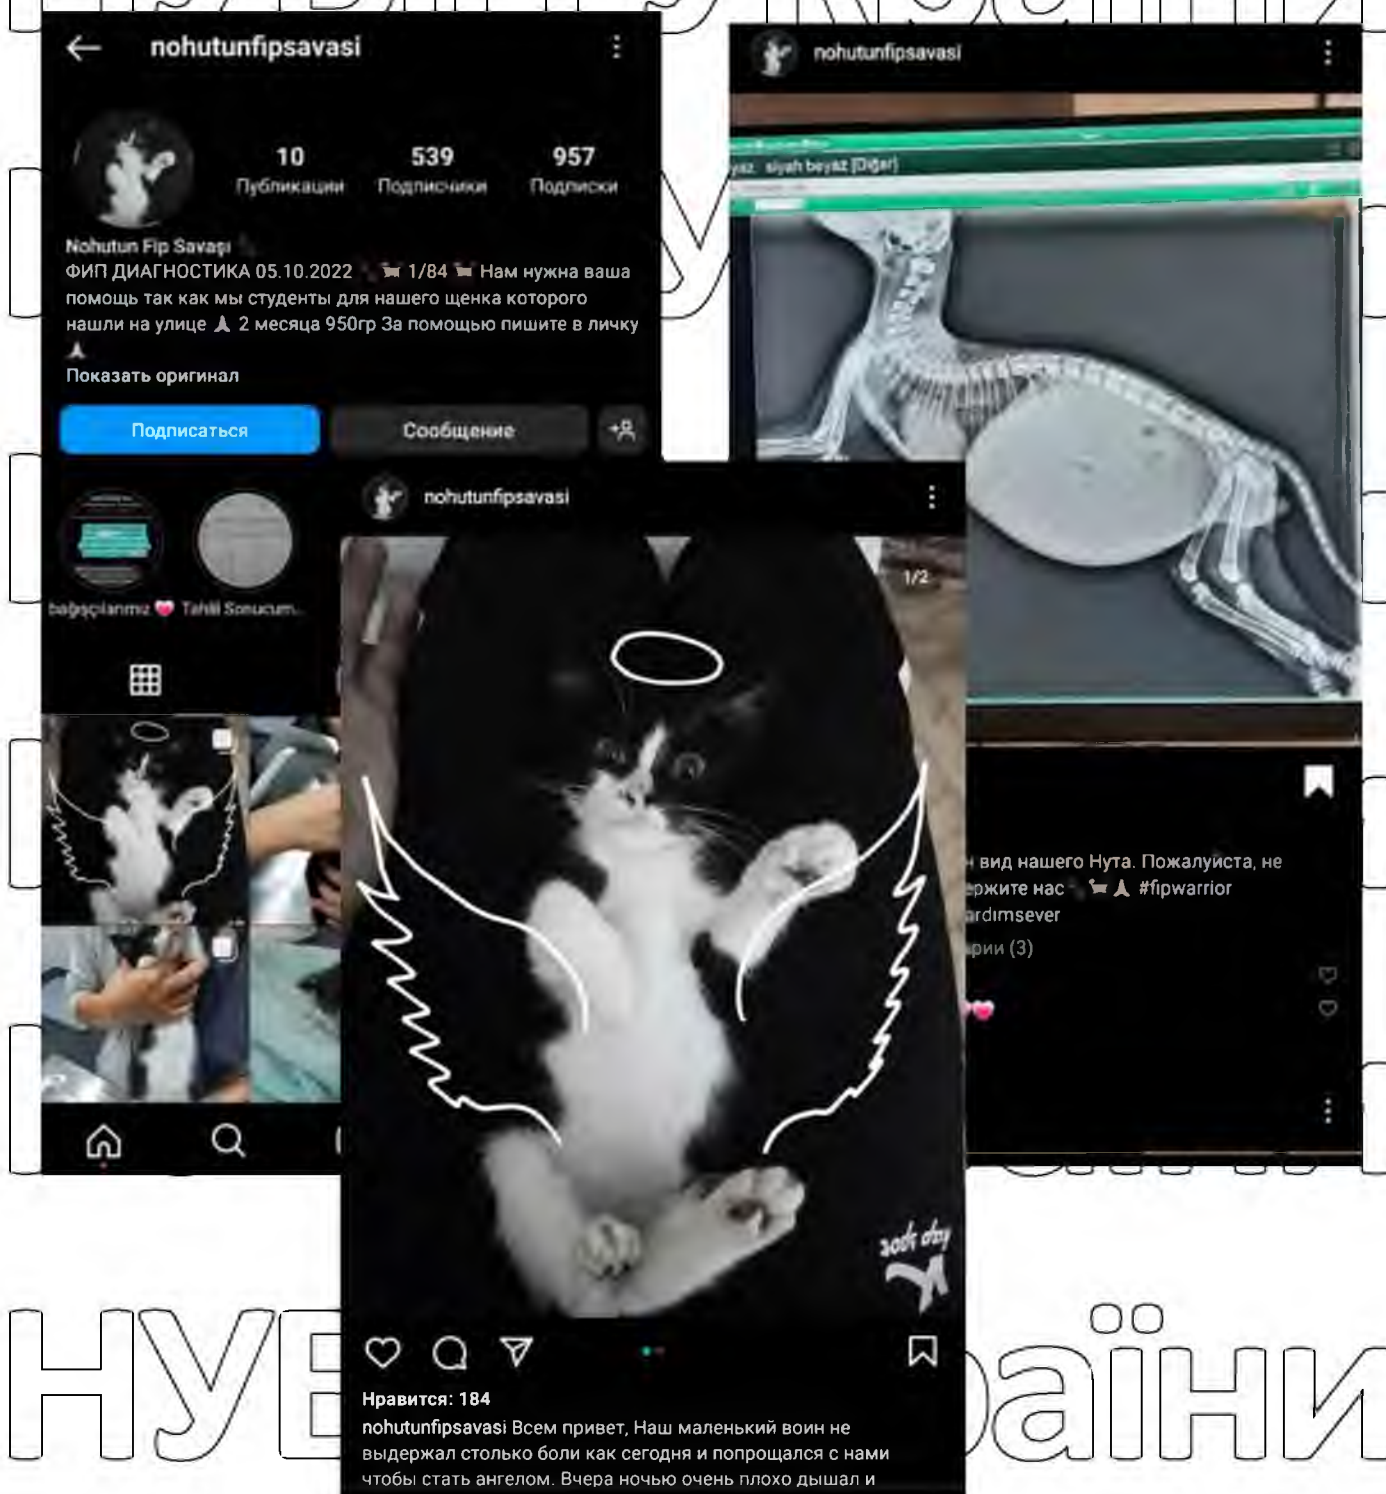 nohutunfipsavasi
10
539
957
Публикации
Подписчики
Подписки
Nohutun Fip Savaşı
ФИП ДИАГНОСТИКА 05.10.2022 1/84 Нам нужна ваша
помощь так как мы студенты для нашего щенка которого
нашли на улице 2 месяца 950гр За помощью пишите в личку
Показать оригинал
Подписаться
Сообщение
bağışçılarımız
Tahlil Sonucum...
nohutunfipsavasi
yaz siyah beyaz [Diğer]
н вид нашего Нута. Пожалуйста, не
ержите нас #fipwarrior
ardımsever
рии (3)
nohutunfipsavasi
1/2
Нравится: 184
nohutunfipsavasi Всем привет, Наш маленький воин не
выдержал столько боли как сегодня и попрощался с нами
чтобы стать ангелом. Вчера ночью очень плохо дышал и
НУБ
раїни